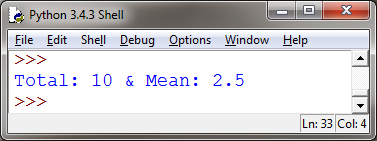 Python 3.4.3 Shell
File Edit Shell Debug Options Window Help
>>>
Total: 10 & Mean: 2.5
>>>
Ln: 33 Col: 4